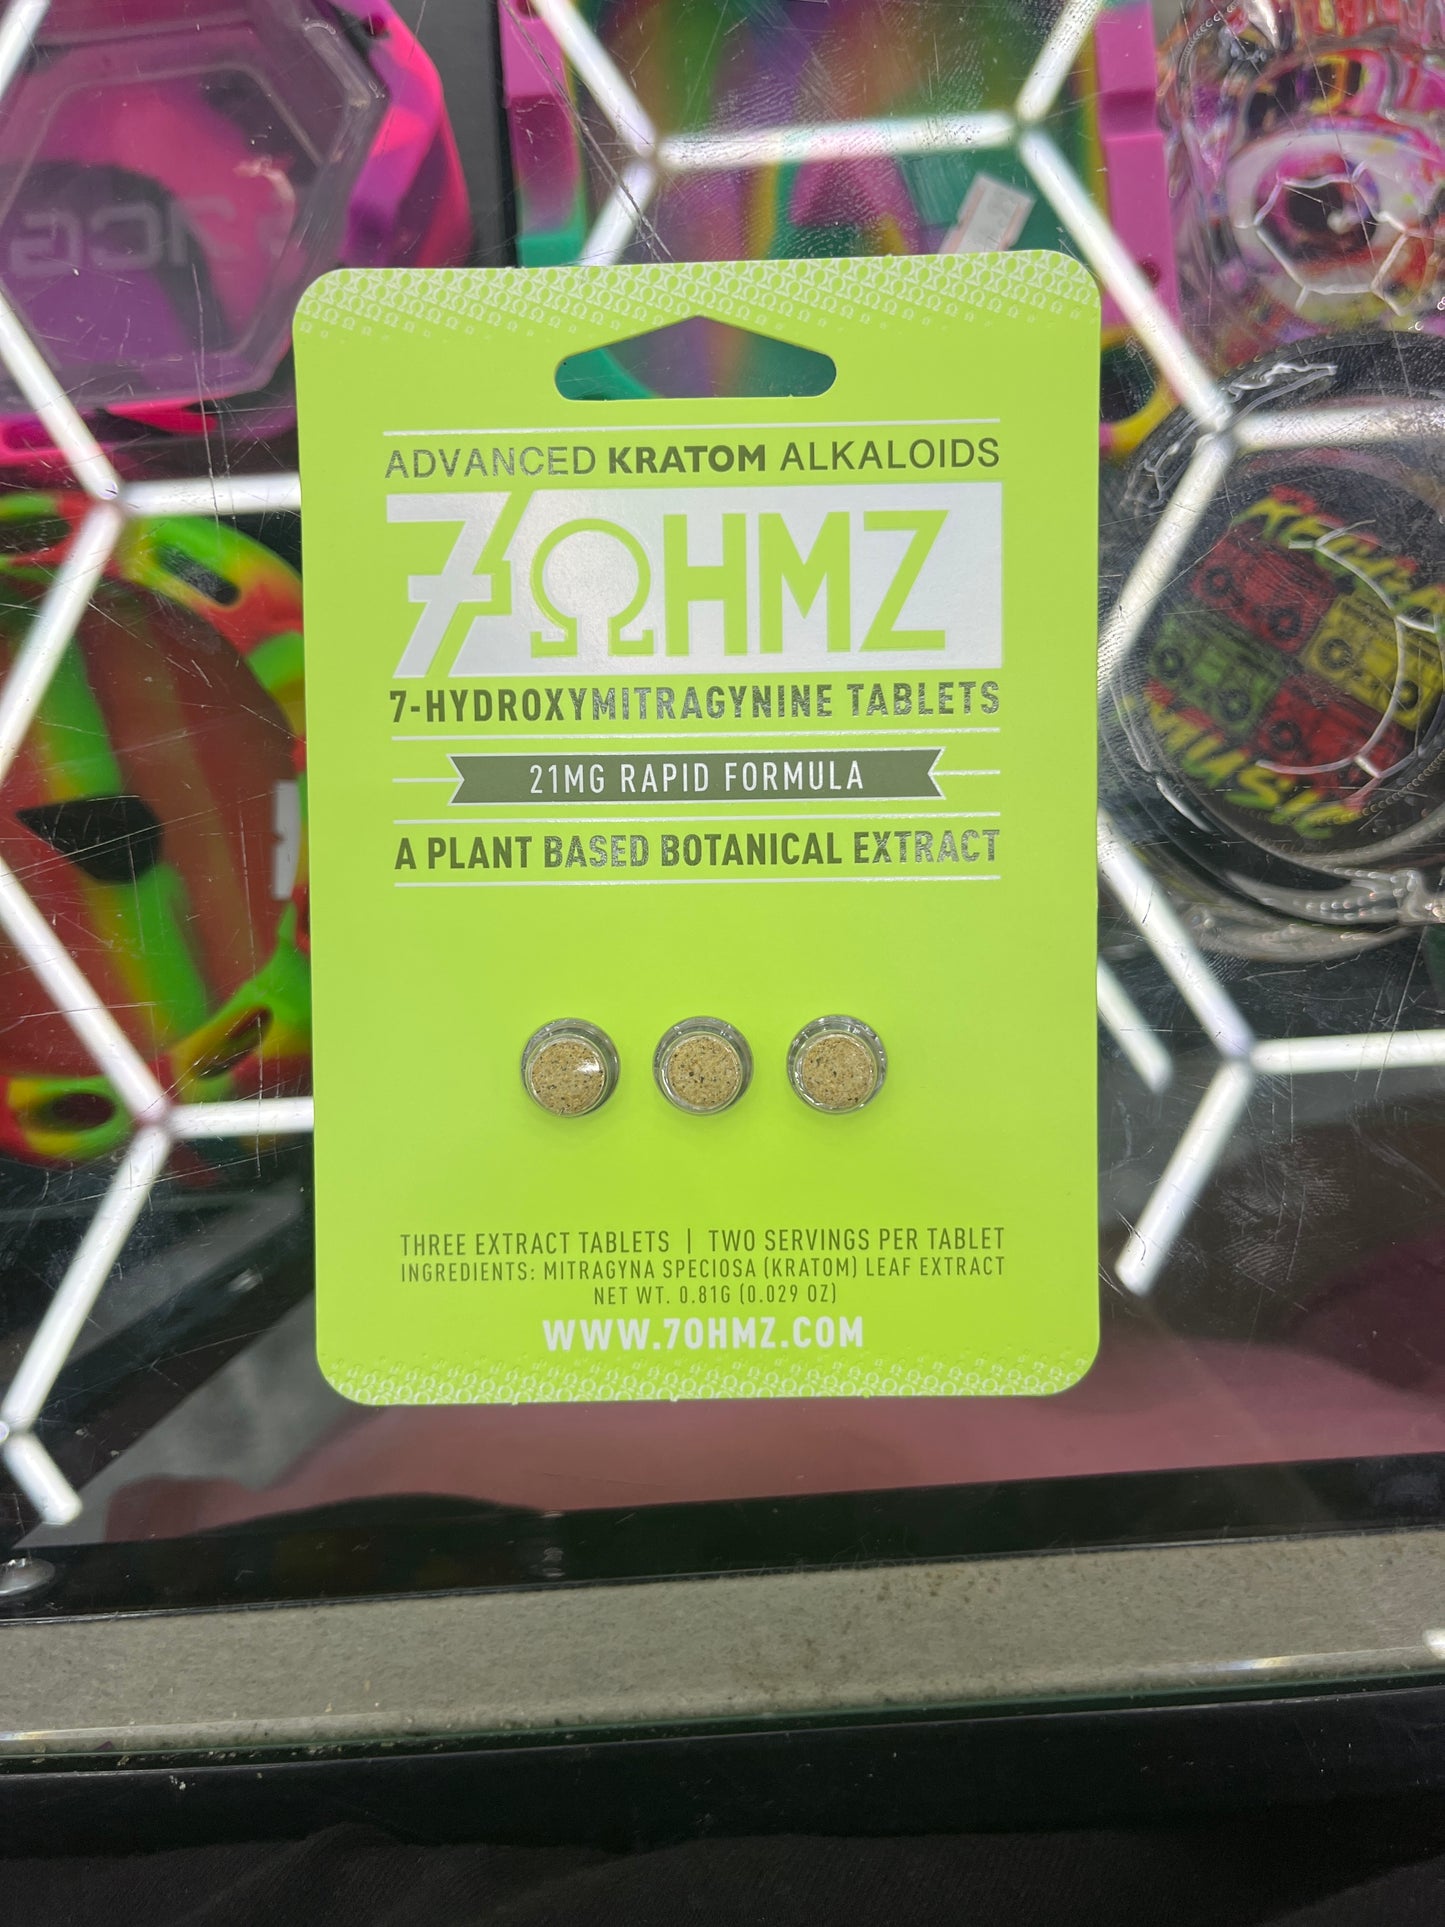 ADVANCED KRATOM ALKALOIDS
7ΩHMZ
7-HYDROXYMITRAGYNINE TABLETS
21MG RAPID FORMULA
A PLANT BASED BOTANICAL EXTRACT
THREE EXTRACT TABLETS | TWO SERVINGS PER TABLET
INGREDIENTS: MITRAGYNA SPECIOSA (KRATOM) LEAF EXTRACT
NET WT. 0.81G (0.029 OZ)
WWW.7OHMZ.COM
MUSIC